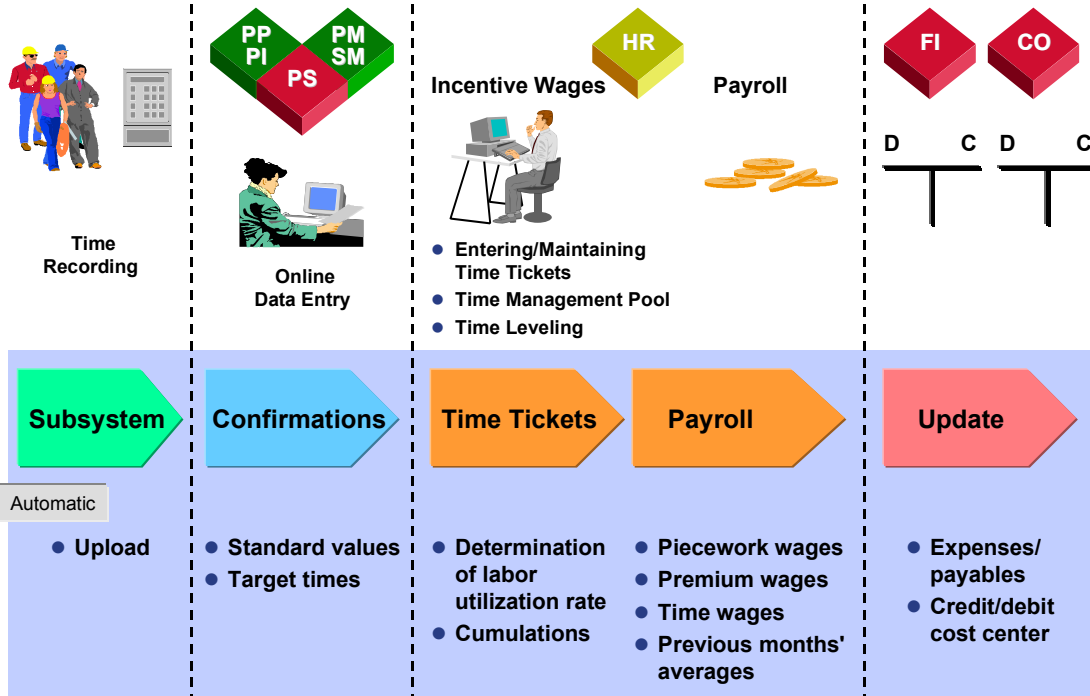 PP
PI
PM
SM
PS
HR
FI
CO
Incentive Wages
Payroll
D
C
D
C
Time
Recording
Online
Data Entry
● Entering/Maintaining
Time Tickets
● Time Management Pool
● Time Leveling
Subsystem
Confirmations
Time Tickets
Payroll
Update
Automatic
● Upload
● Standard values
● Target times
● Determination
of labor
utilization rate
● Cumulations
● Piecework wages
● Premium wages
● Time wages
● Previous months'
averages
● Expenses/
payables
● Credit/debit
cost center